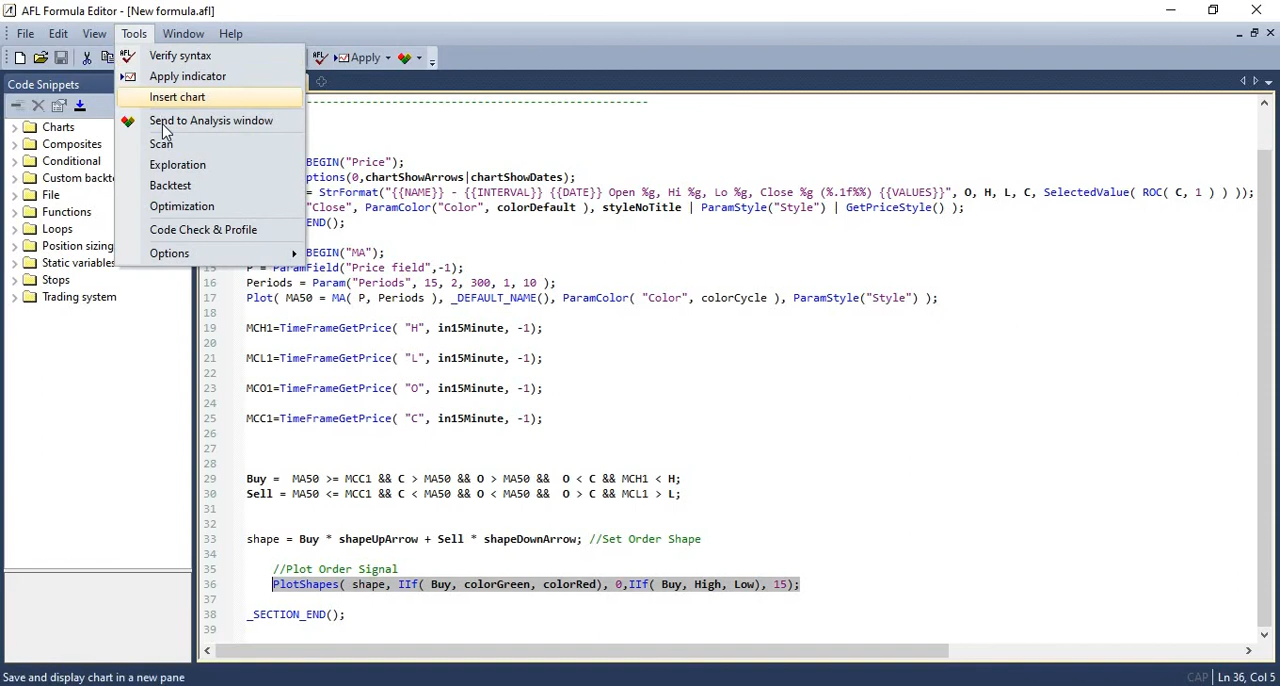 AFL Formula Editor - [New formula.afl]
File Edit View Tools Window Help
Apply
Code Snippets
Verify syntax
Apply indicator
Insert chart
Send to Analysis window
Scan
Exploration
Backtest
Optimization
Code Check & Profile
Options
Charts
Composites
Conditional
Custom backt
File
Functions
Loops
Position sizing
Static variables
Stops
Trading system
-----------------------------------------------------
BEGIN("Price");
ptions(0,chartShowArrows|chartShowDates);
= StrFormat("{{NAME}} - {{INTERVAL}} {{DATE}} Open %g, Hi %g, Lo %g, Close %g (%.1f%%) {{VALUES}}", O, H, L, C, SelectedValue( ROC( C, 1 ) ) ));
"Close", ParamColor("Color", colorDefault ), styleNoTitle | ParamStyle("Style") | GetPriceStyle() );
END();
BEGIN("MA");
15 P = ParamField("Price field",-1);
16 Periods = Param("Periods", 15, 2, 300, 1, 10 );
17 Plot( MA50 = MA( P, Periods ), _DEFAULT_NAME(), ParamColor( "Color", colorCycle ), ParamStyle("Style") );
18
19 MCH1=TimeFrameGetPrice( "H", in15Minute, -1);
20
21 MCL1=TimeFrameGetPrice( "L", in15Minute, -1);
22
23 MCO1=TimeFrameGetPrice( "O", in15Minute, -1);
24
25 MCC1=TimeFrameGetPrice( "C", in15Minute, -1);
26
27
28
29 Buy = MA50 >= MCC1 && C > MA50 && O > MA50 && O < C && MCH1 < H;
30 Sell = MA50 <= MCC1 && C < MA50 && O < MA50 && O > C && MCL1 > L;
31
32
33 shape = Buy * shapeUpArrow + Sell * shapeDownArrow; //Set Order Shape
34
35 //Plot Order Signal
36 PlotShapes( shape, IIf( Buy, colorGreen, colorRed), 0,IIf( Buy, High, Low), 15);
37
38 _SECTION_END();
39
Save and display chart in a new pane
CAP Ln 36, Col 5